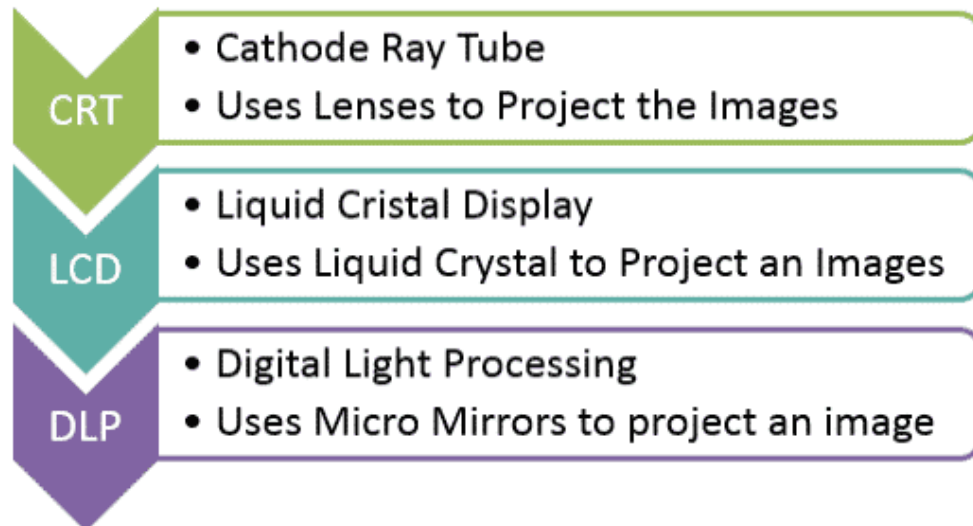 CRT
• Cathode Ray Tube
• Uses Lenses to Project the Images
LCD
• Liquid Cristal Display
• Uses Liquid Crystal to Project an Images
DLP
• Digital Light Processing
• Uses Micro Mirrors to project an image